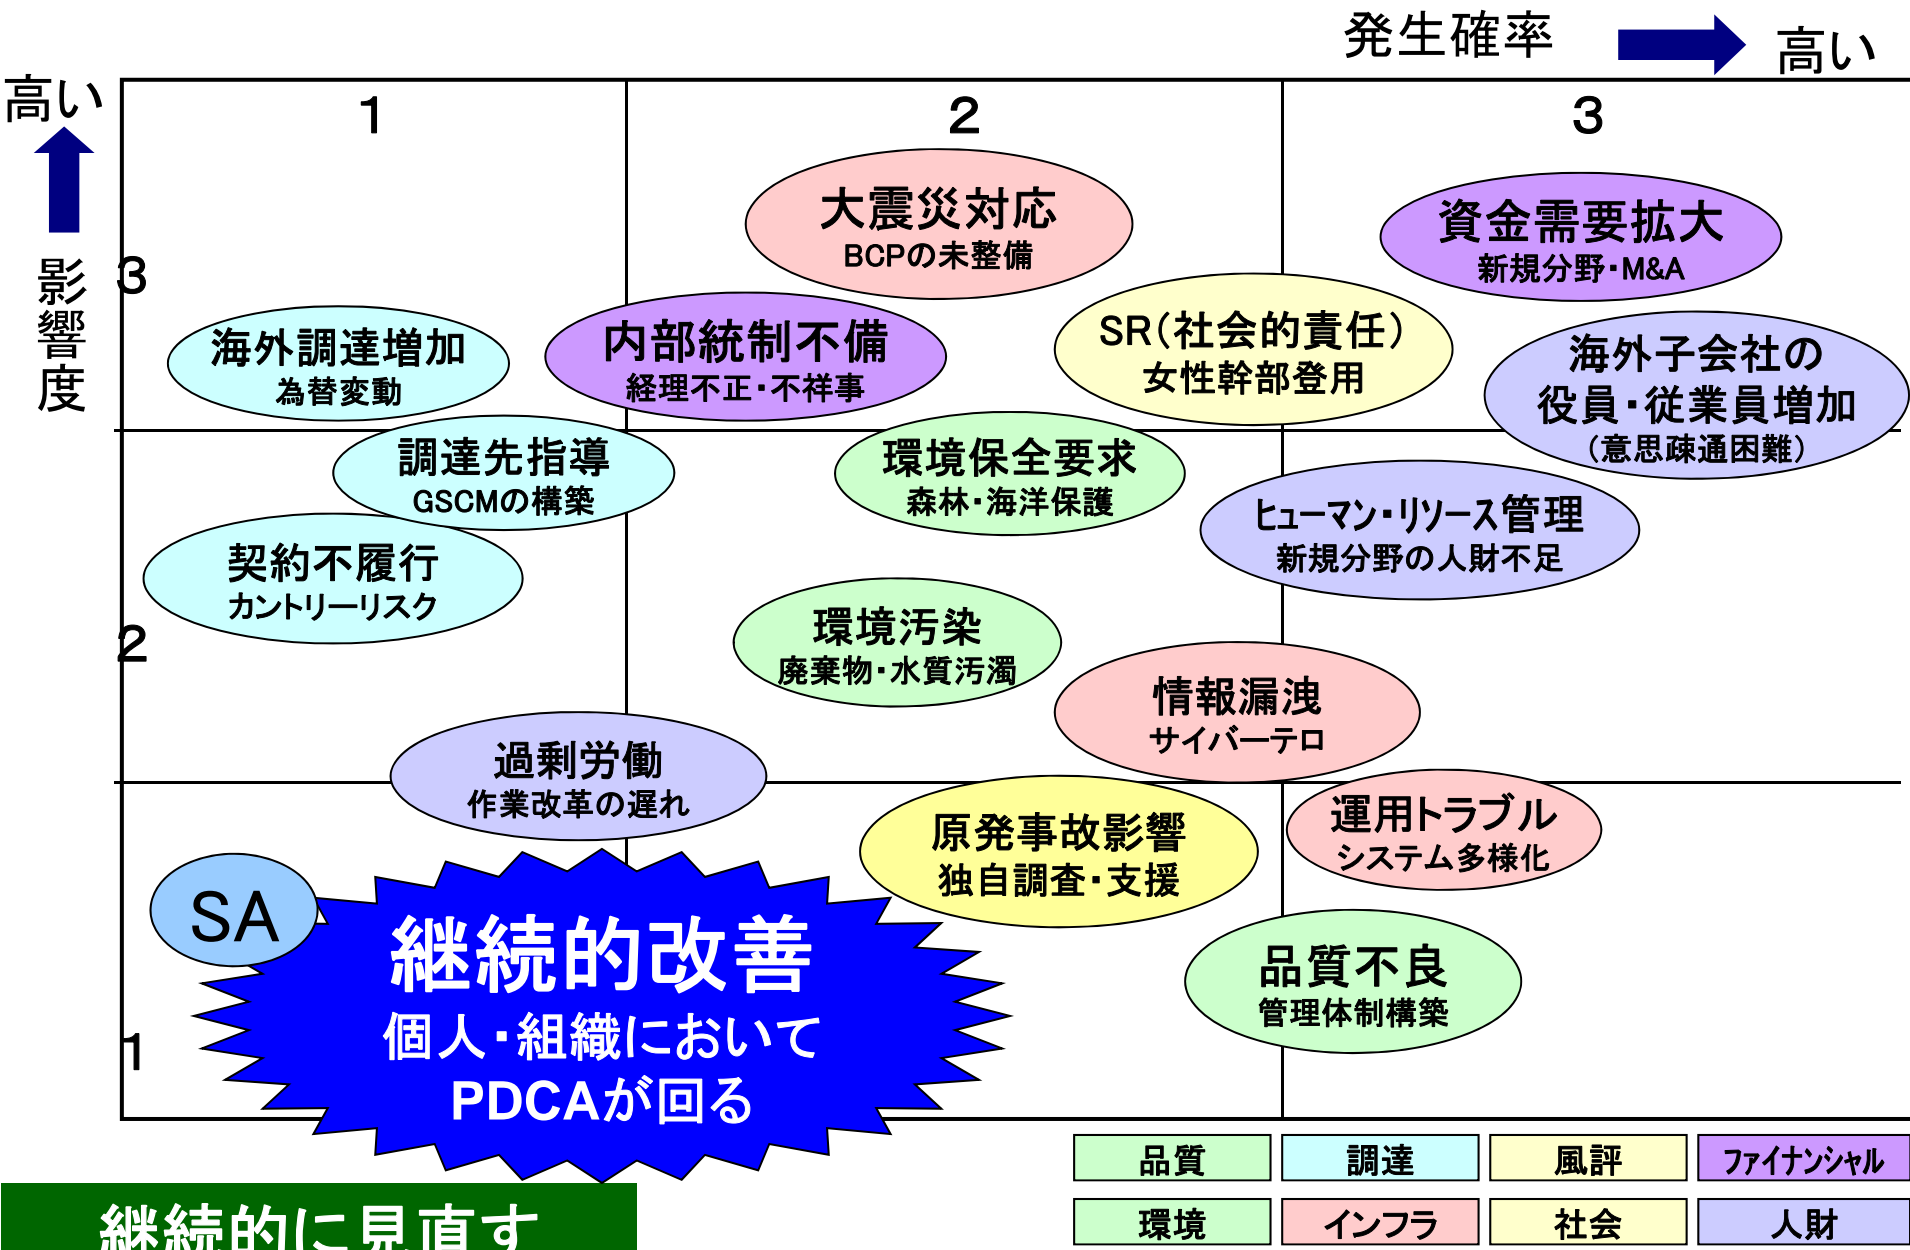 発生確率
高い
高い
影響度
1
2
3
3
2
1
大震災対応
BCPの未整備
資金需要拡大
新規分野・M&A
海外調達増加
為替変動
内部統制不備
経理不正・不祥事
SR(社会的責任)
女性幹部登用
海外子会社の
役員・従業員増加
(意思疎通困難)
調達先指導
GSCMの構築
環境保全要求
森林・海洋保護
ヒューマン・リソース管理
新規分野の人財不足
契約不履行
カントリーリスク
環境汚染
廃棄物・水質汚濁
情報漏洩
サイバーテロ
過剰労働
作業改革の遅れ
原発事故影響
独自調査・支援
運用トラブル
システム多様化
SA
継続的改善
個人・組織において
PDCAが回る
品質不良
管理体制構築
品質
調達
風評
ファイナンシャル
環境
インフラ
社会
人財
継続的に見直す